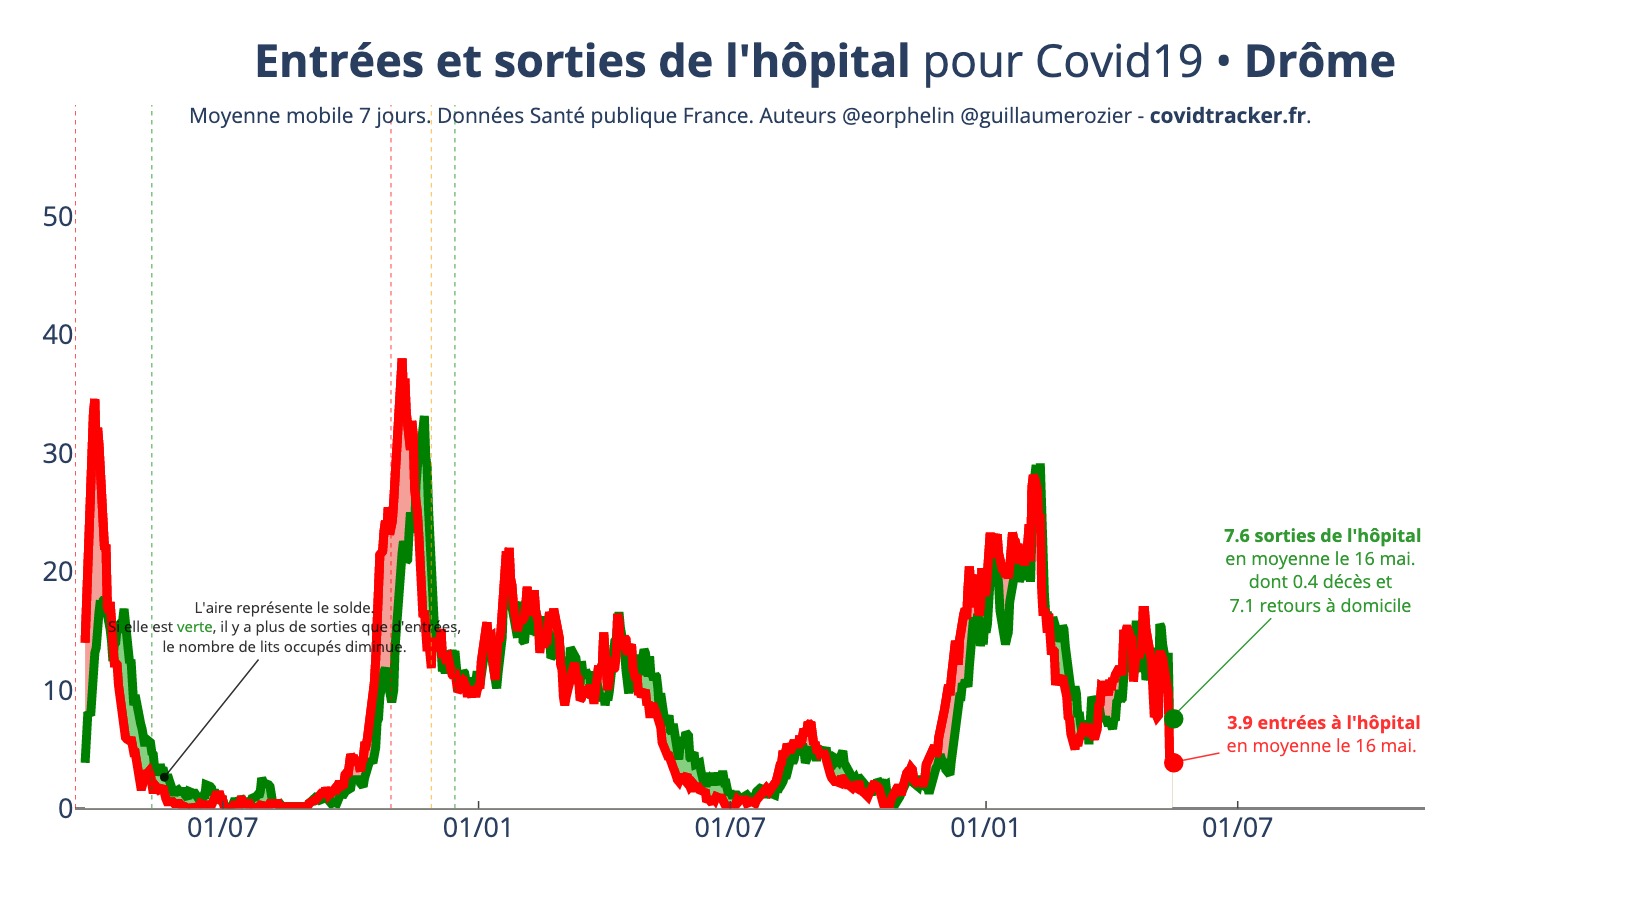 Entrées et sorties de l'hôpital pour Covid19 • Drôme
Moyenne mobile 7 jours. Données Santé publique France. Auteurs @eorphelin @guillaumerozier - covidtracker.fr.
50
40
30
20
10
0
L'aire représente le solde.
Si elle est verte, il y a plus de sorties que d'entrées,
le nombre de lits occupés diminue.
7.6 sorties de l'hôpital
en moyenne le 16 mai.
dont 0.4 décès et
7.1 retours à domicile
3.9 entrées à l'hôpital
en moyenne le 16 mai.
01/07 01/01 01/07 01/01 01/07